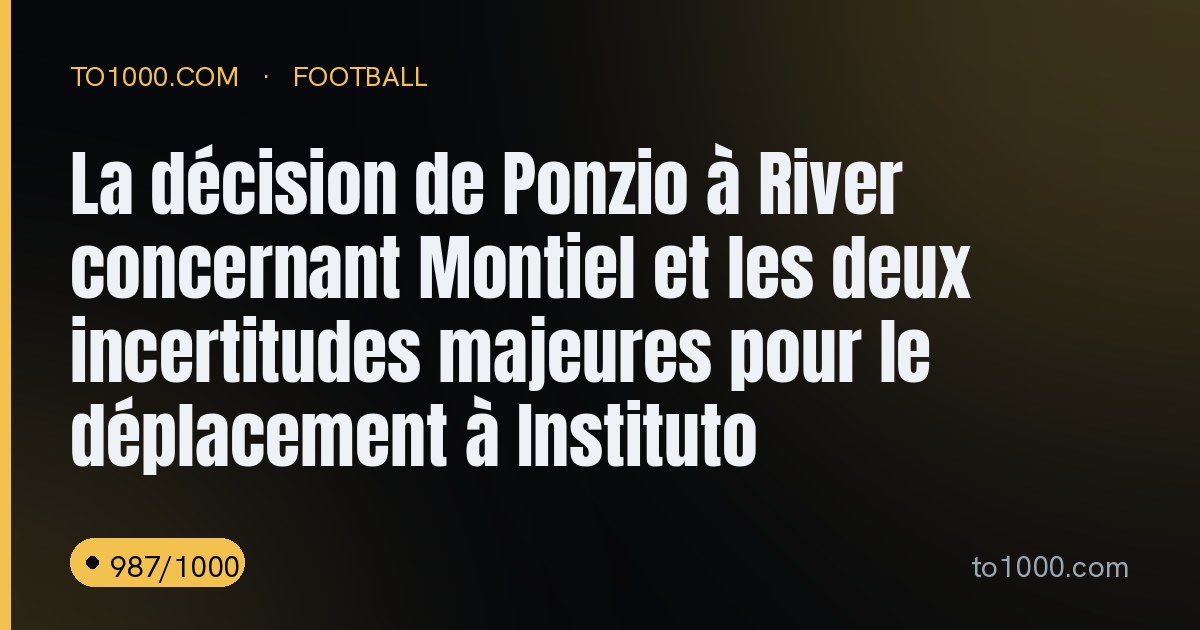 TO1000.COM · FOOTBALL
La décision de Ponzio à River
concernant Montiel et les deux
incertitudes majeures pour le
déplacement à Instituto
987/1000
to1000.com